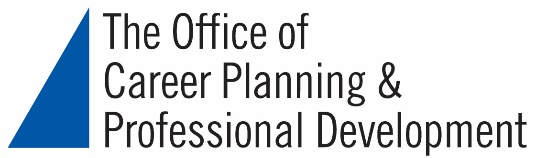 The Office of
Career Planning &
Professional Development